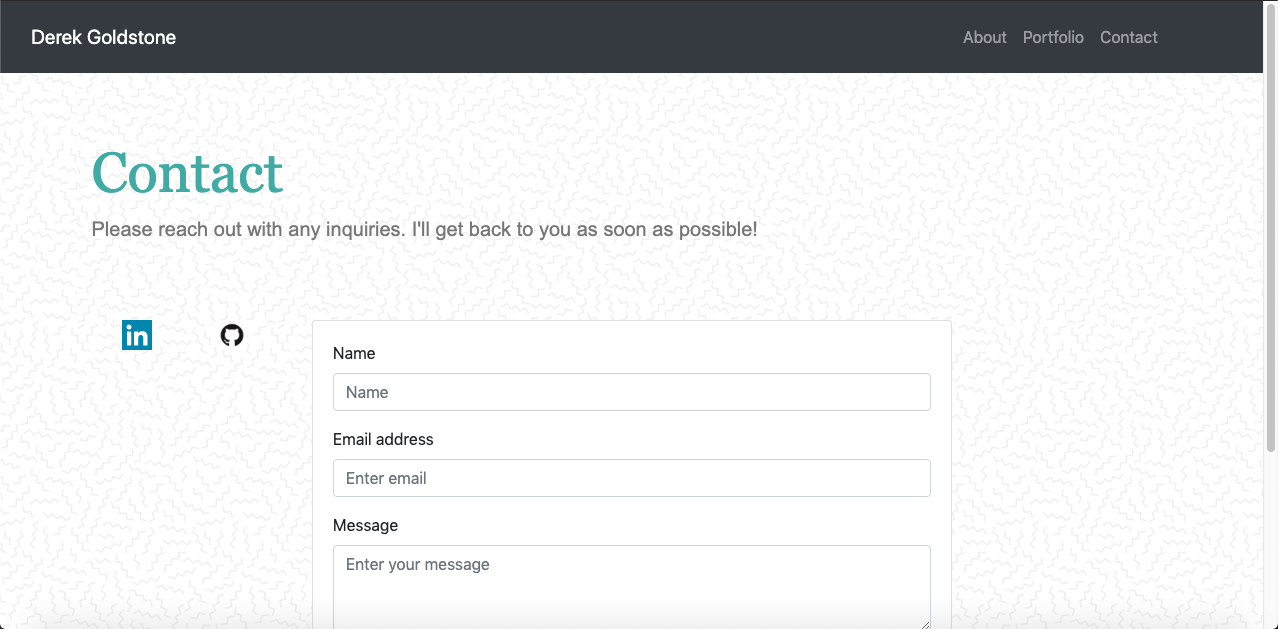 Derek Goldstone
About Portfolio Contact
Contact
Please reach out with any inquiries. I'll get back to you as soon as possible!
in
Name
Name
Email address
Enter email
Message
Enter your message